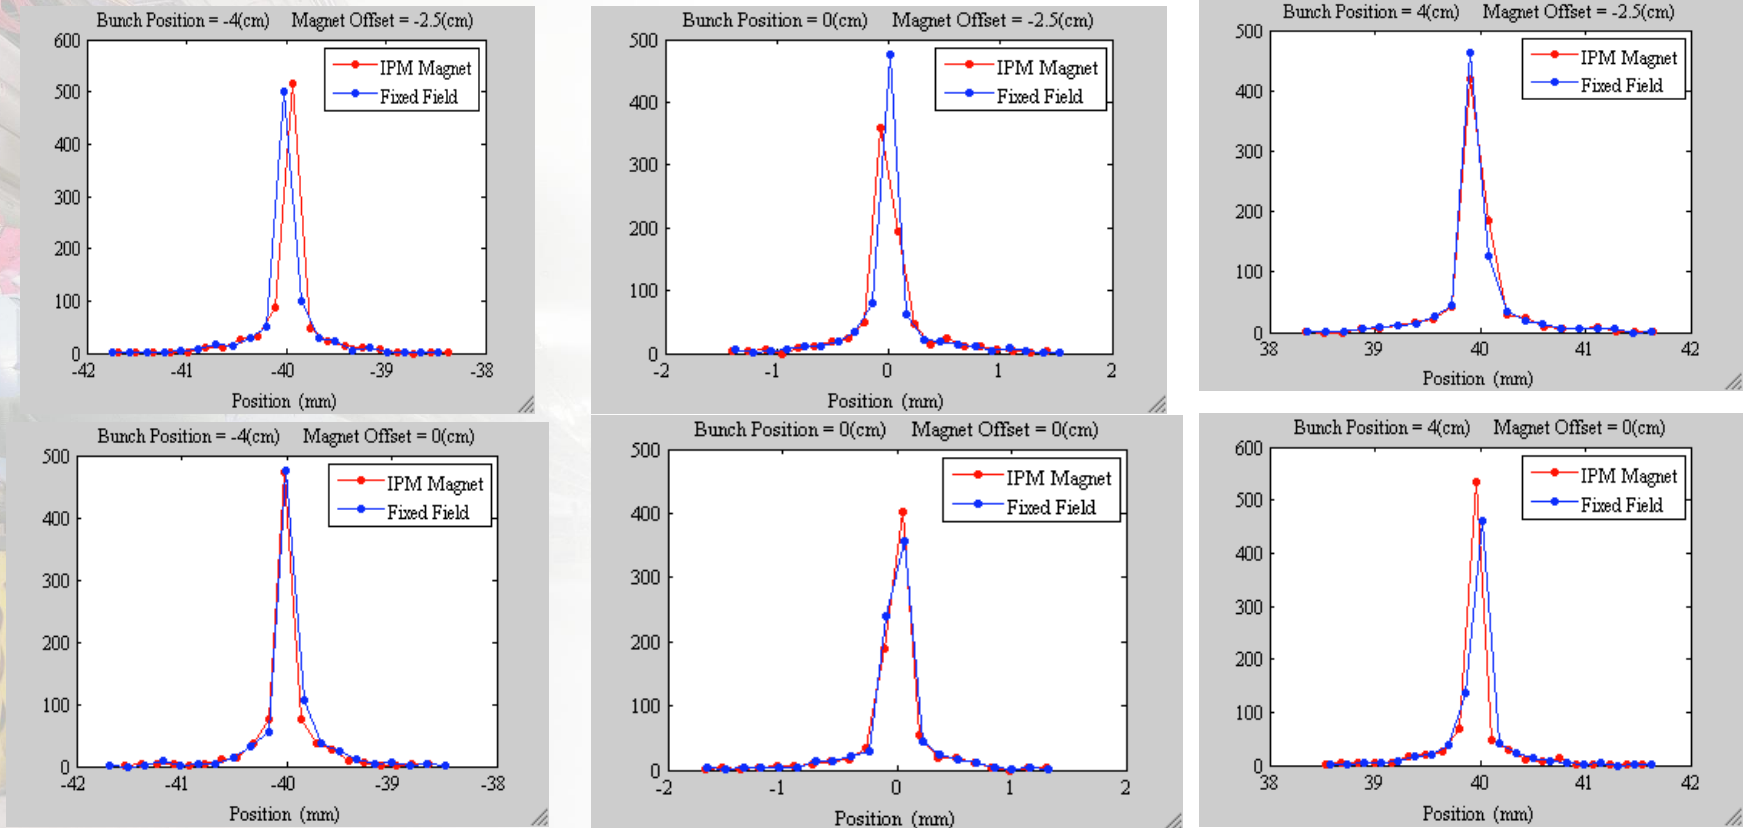 Bunch Position = -4(cm) Magnet Offset = -2.5(cm)
600
500
400
300
200
100
0
IPM Magnet
Fixed Field
-42 -41 -40 -39 -38
Position (mm)
Bunch Position = 0(cm) Magnet Offset = -2.5(cm)
500
400
300
200
100
0
IPM Magnet
Fixed Field
-2 -1 0 1 2
Position (mm)
Bunch Position = 4(cm) Magnet Offset = -2.5(cm)
500
400
300
200
100
0
IPM Magnet
Fixed Field
38 39 40 41 42
Position (mm)
Bunch Position = -4(cm) Magnet Offset = 0(cm)
500
400
300
200
100
0
IPM Magnet
Fixed Field
-42 -41 -40 -39 -38
Position (mm)
Bunch Position = 0(cm) Magnet Offset = 0(cm)
500
400
300
200
100
0
IPM Magnet
Fixed Field
-2 -1 0 1 2
Position (mm)
Bunch Position = 4(cm) Magnet Offset = 0(cm)
600
500
400
300
200
100
0
IPM Magnet
Fixed Field
38 39 40 41 42
Position (mm)